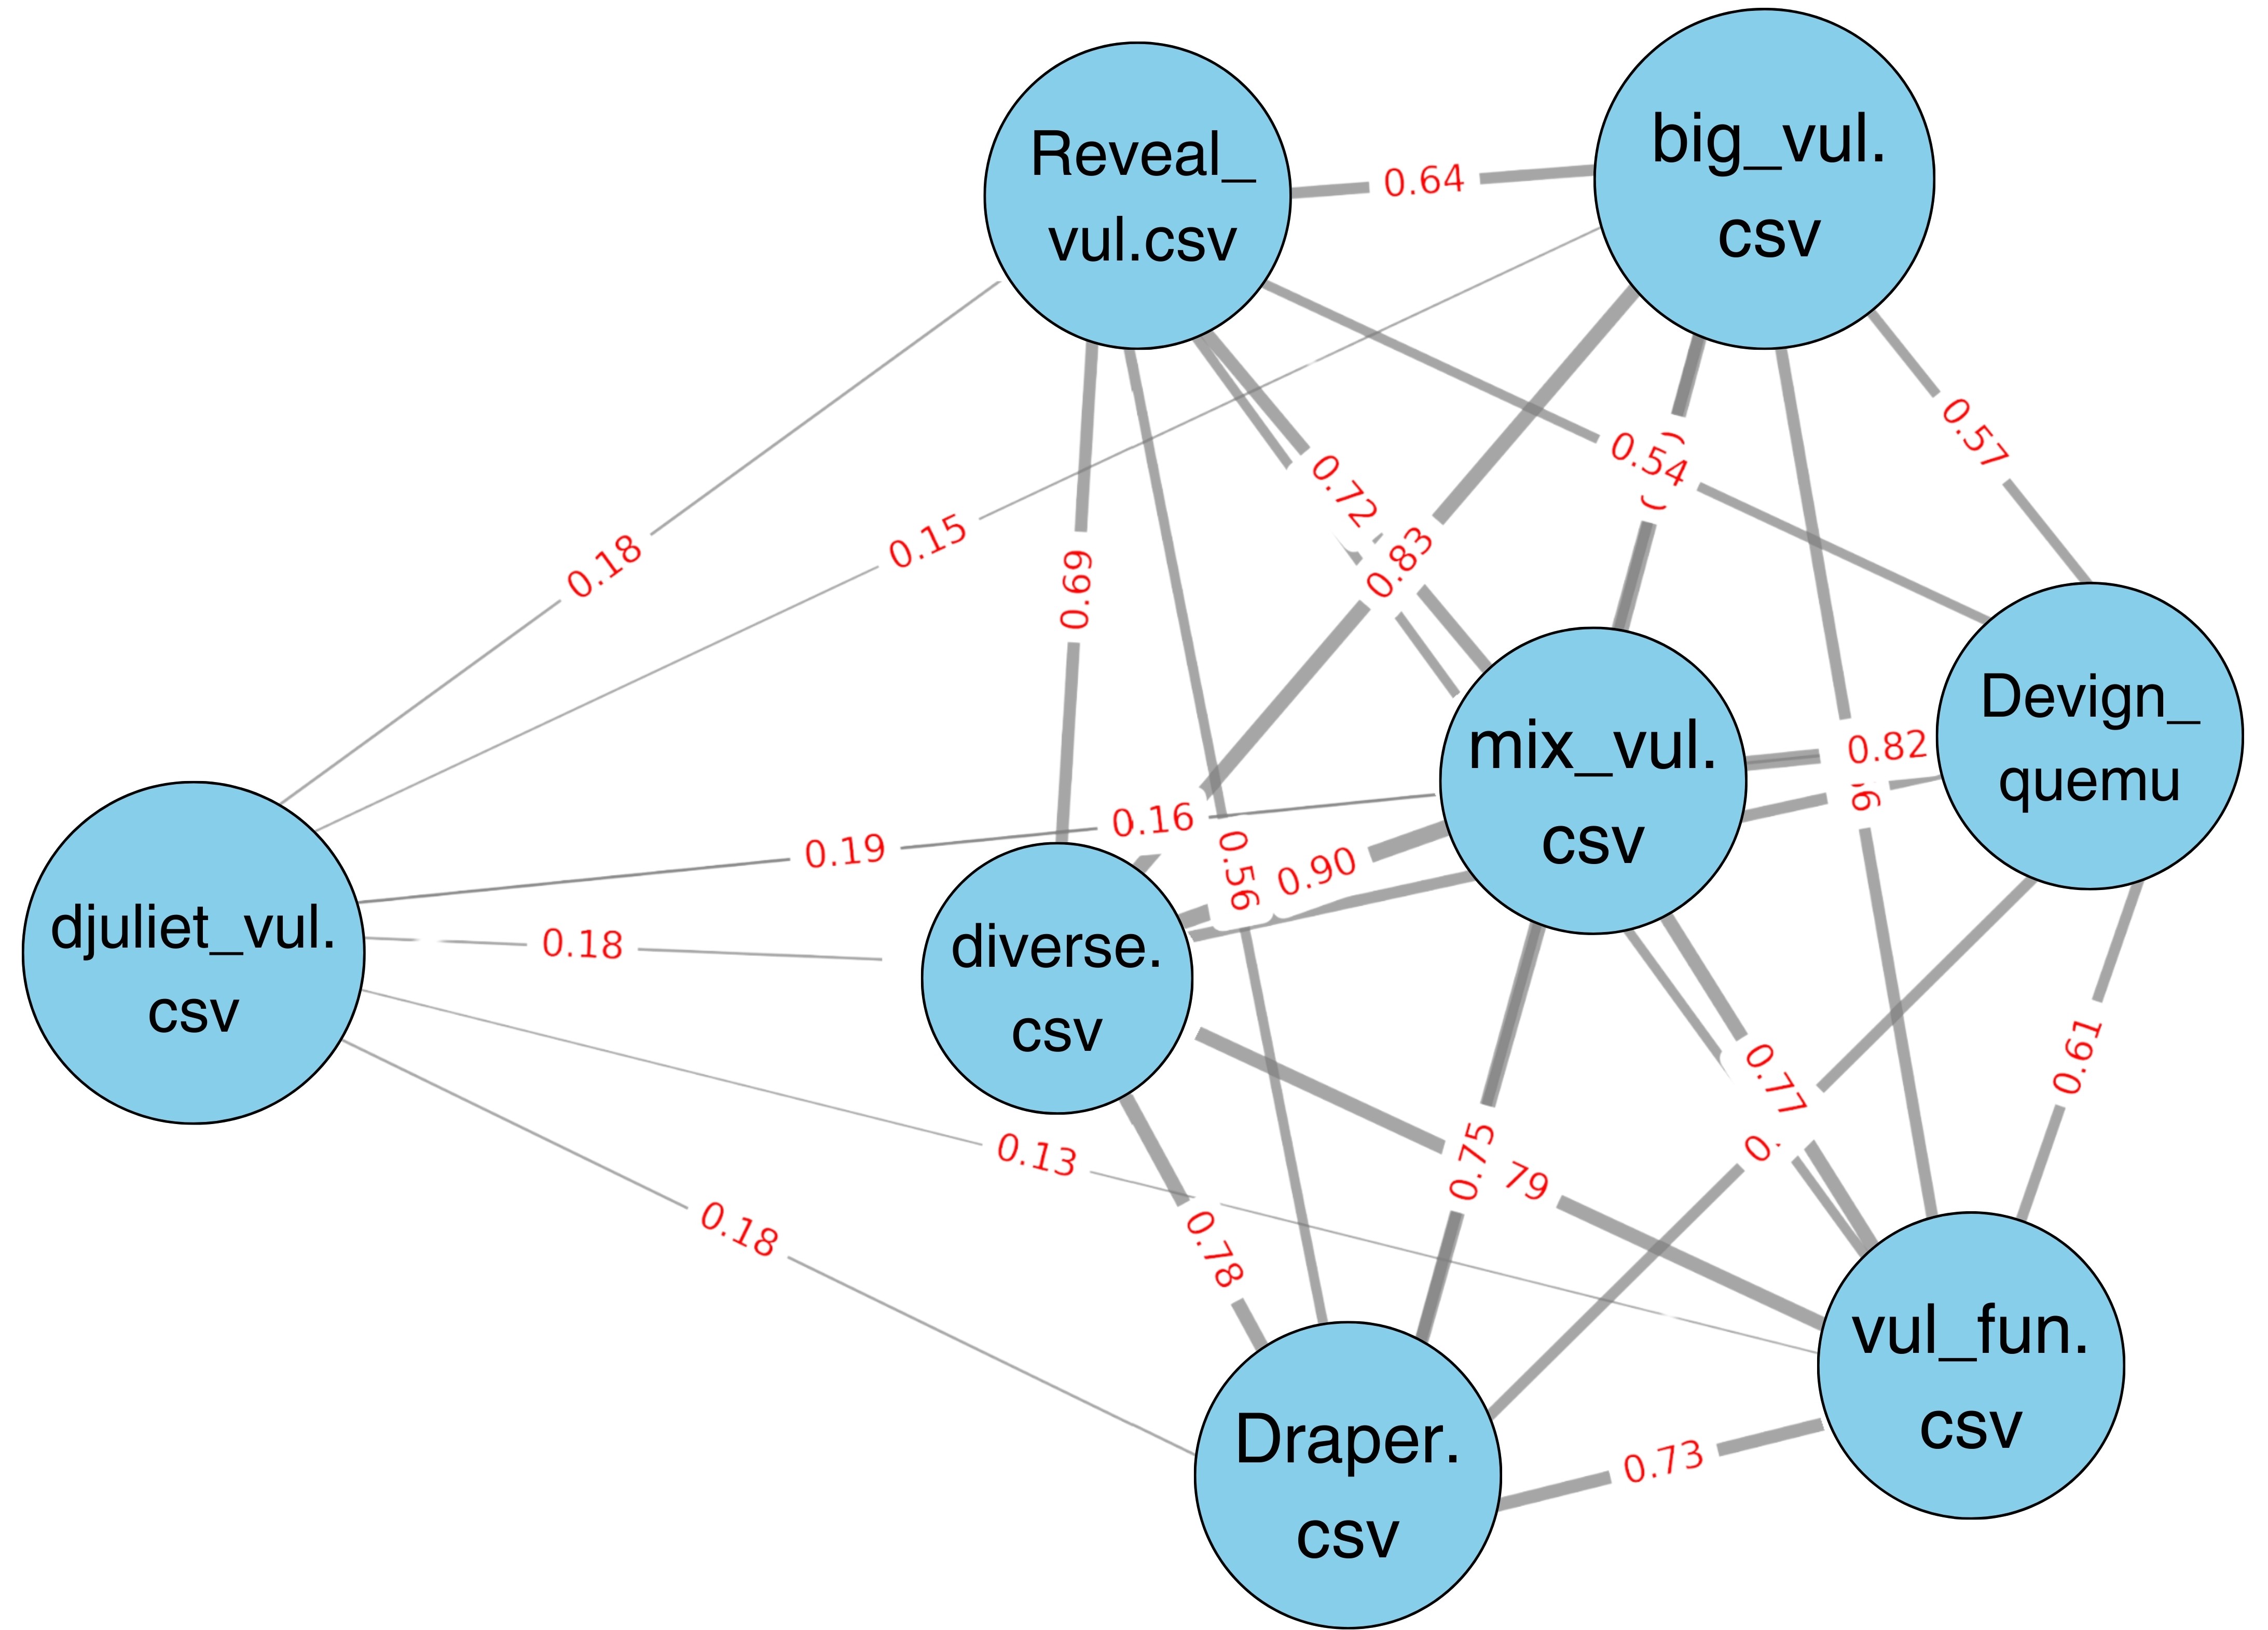 Reveal_
vul.csv
big_vul.
csv
0.64
0.57
0.54
0.72
0.83
0.15
0.18
0.69
Devign_
quemu
mix_vul.
csv
0.82
0.16
0.19
0.56
0.90
djuliet_vul.
csv
0.18
diverse.
csv
0.61
0.77
0.75
79
0.13
0.18
0.78
vul_fun.
csv
Draper.
csv
0.73